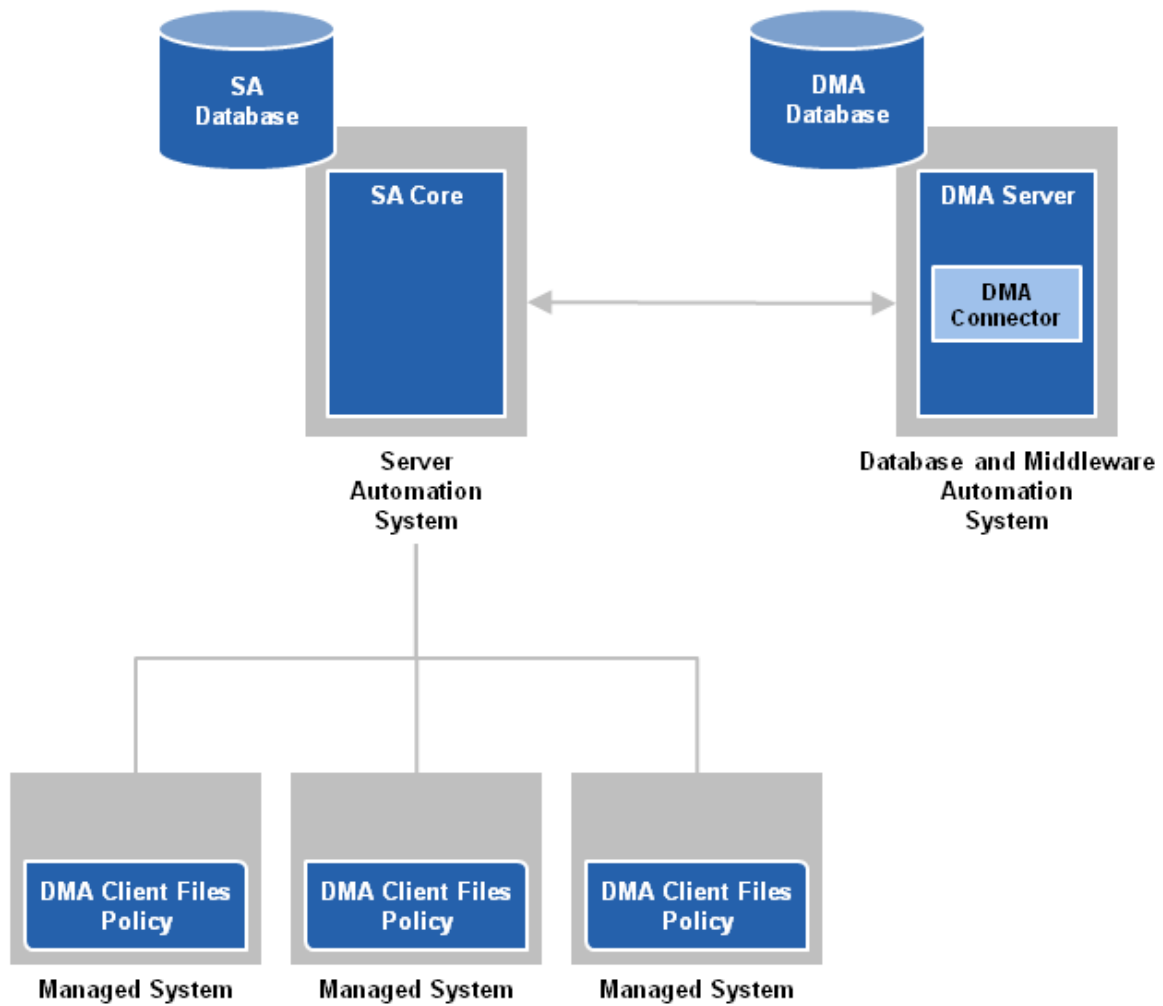 SA
Database
DMA
Database
SA Core
DMA Server
DMA
Connector
Server
Automation
System
Database and Middleware
Automation
System
DMA Client Files
Policy
DMA Client Files
Policy
DMA Client Files
Policy
Managed System
Managed System
Managed System